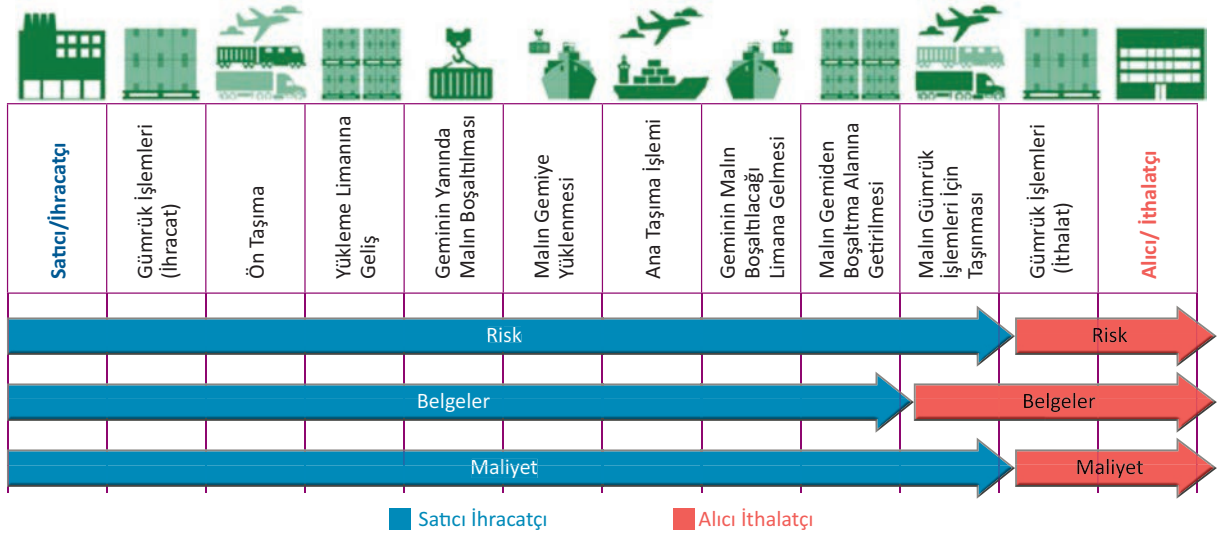 Satıcı/İhracatçı
Gümrük İşlemleri
(İhracat)
Ön Taşıma
Yükleme Limanına
Geliş
Geminin Yanında
Malın Boşaltılması
Malın Gemiye
Yüklenmesi
Ana Taşıma İşlemi
Geminin Malın
Boşaltılacağı
Limana Gelmesi
Malın Gemiden
Boşaltma Alanına
Getirilmesi
Malın Gümrük
İşlemleri İçin
Taşınması
Gümrük İşlemleri
(İthalat)
Alıcı/ İthalatçı
Risk
Risk
Belgeler
Belgeler
Maliyet
Maliyet
Satıcı İhracatçı
Alıcı İthalatçı